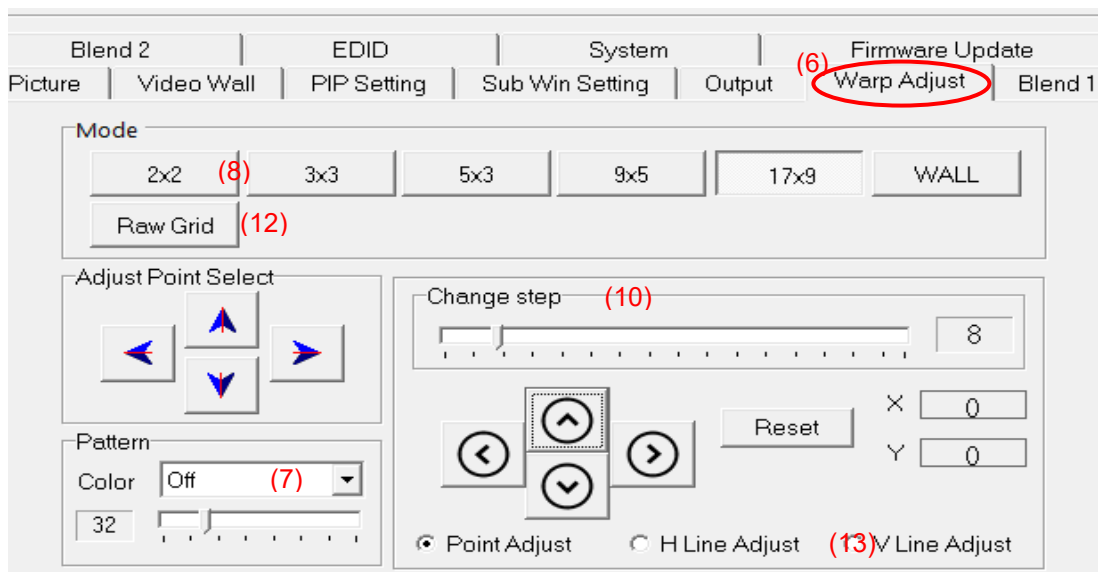 Blend 2 EDID System Firmware Update
Picture Video Wall PIP Setting Sub Win Setting Output (6) Warp Adjust Blend 1
Mode
2x2 (8) 3x3 5x3 9x5 17x9 WALL
Raw Grid (12)
Adjust Point Select
Change step (10)
8
Reset
X 0
Y 0
Pattern
Color Off (7)
32
Point Adjust H Line Adjust (13) V Line Adjust